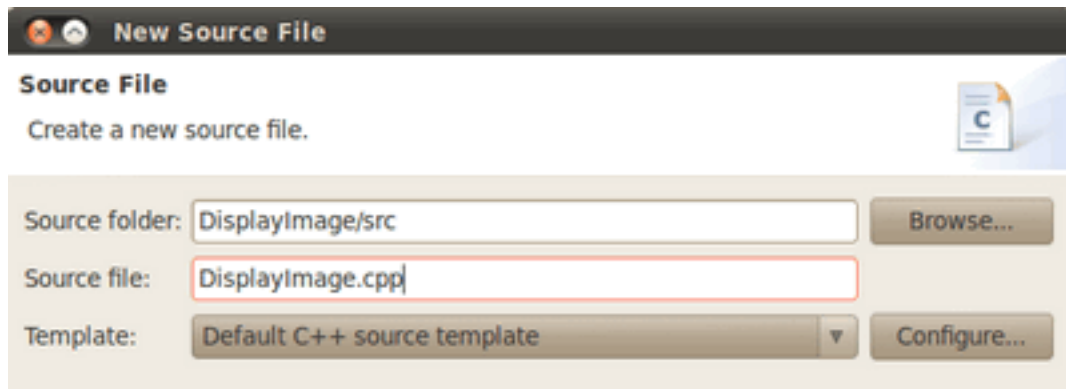 New Source File
Source File
Create a new source file.
C
Source folder: DisplayImage/src Browse...
Source file: DisplayImage.cpp
Template: Default C++ source template Configure...